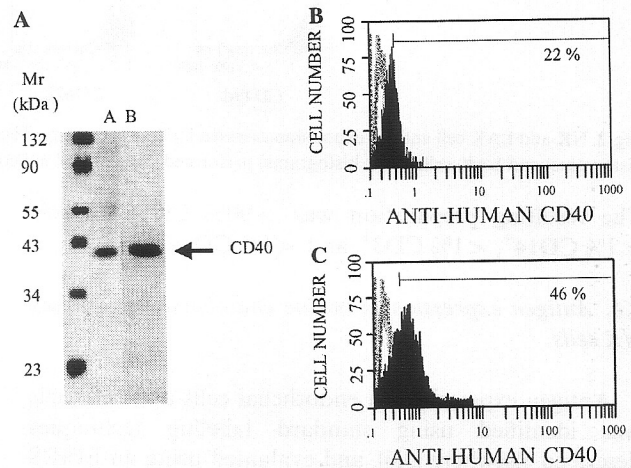 A
Mr
(kDa)
A B
132
90
55
43
34
23
CD40
B
CELL NUMBER
100
75
50
25
0
22 %
.1 1 10 100 1000
ANTI-HUMAN CD40
C
CELL NUMBER
100
75
50
25
0
46 %
.1 1 10 100 1000
ANTI-HUMAN CD40